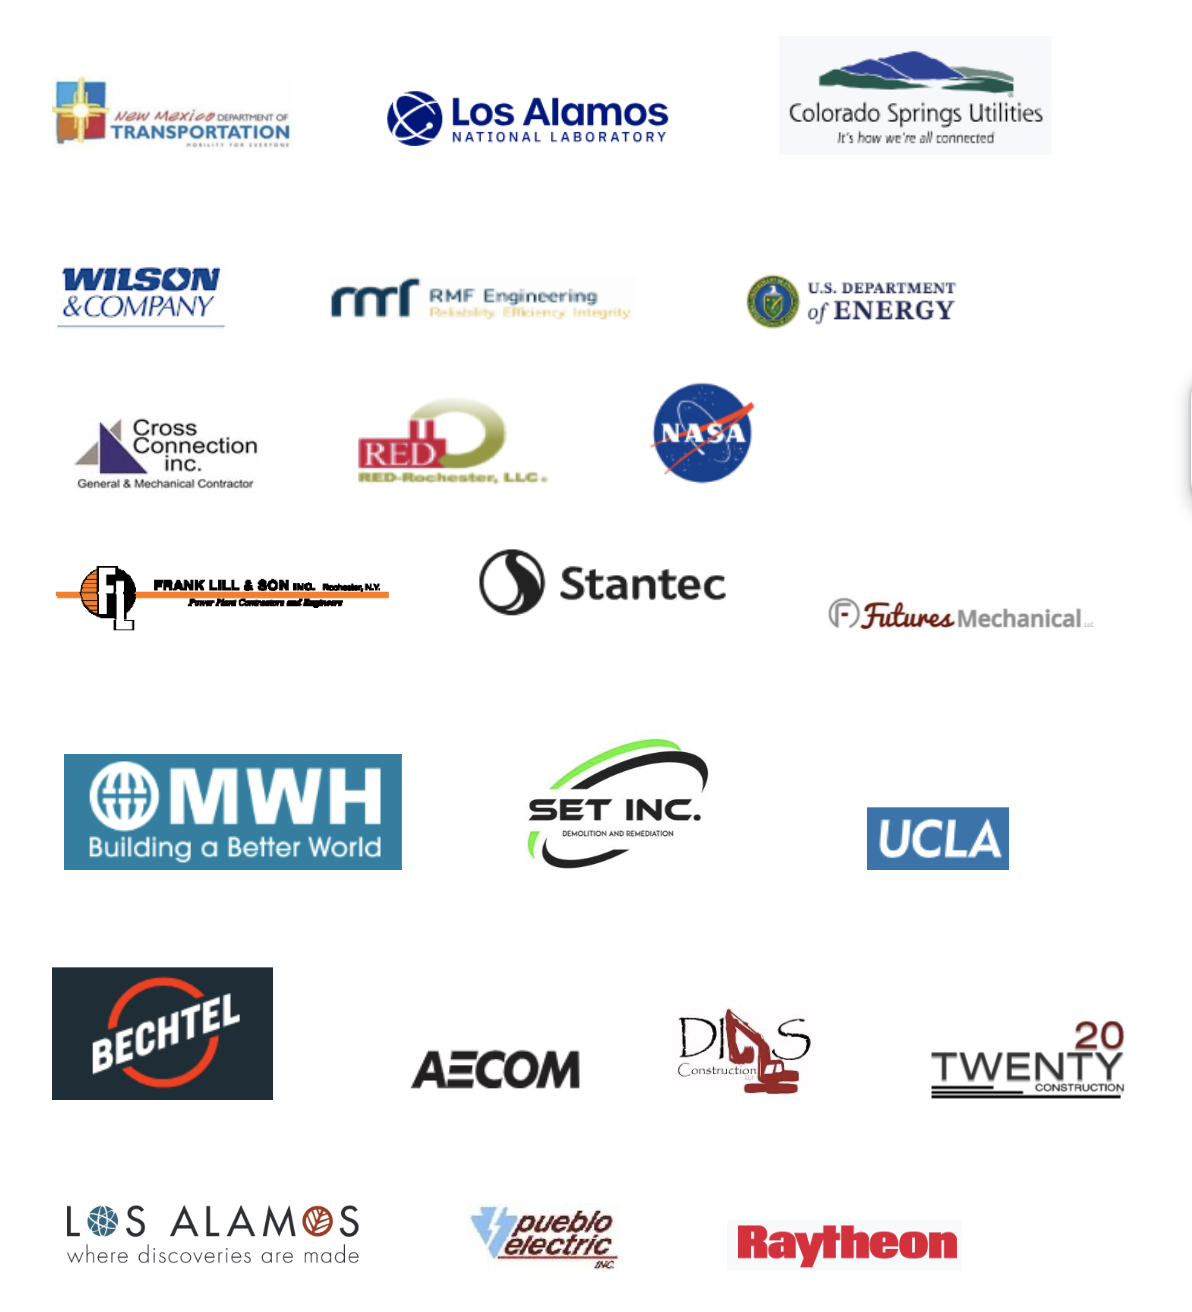 New Mexico DEPARTMENT OF
TRANSPORTATION
MOBILITY FOR EVERYONE
Los Alamos
NATIONAL LABORATORY
Colorado Springs Utilities
It's how we're all connected
WILSON
&COMPANY
rmf RMF Engineering
Reliability. Efficiency. Integrity.
U.S. DEPARTMENT
of ENERGY
Cross
Connection
inc.
General & Mechanical Contractor
RED
RED-Rochester, LLC.
NASA
FL FRANK LILL & SON INC. Rochester, N.Y.
Power Plant Contractors and Engineers
Stantec
F Futures Mechanical LLC
MWH
Building a Better World
SET INC.
DEMOLITION AND REMEDIATION
UCLA
BECHTEL
AECOM
DIAS
Construction
20
TWENTY
CONSTRUCTION
LOS ALAMOS
where discoveries are made
pueblo
electric
INC.
Raytheon